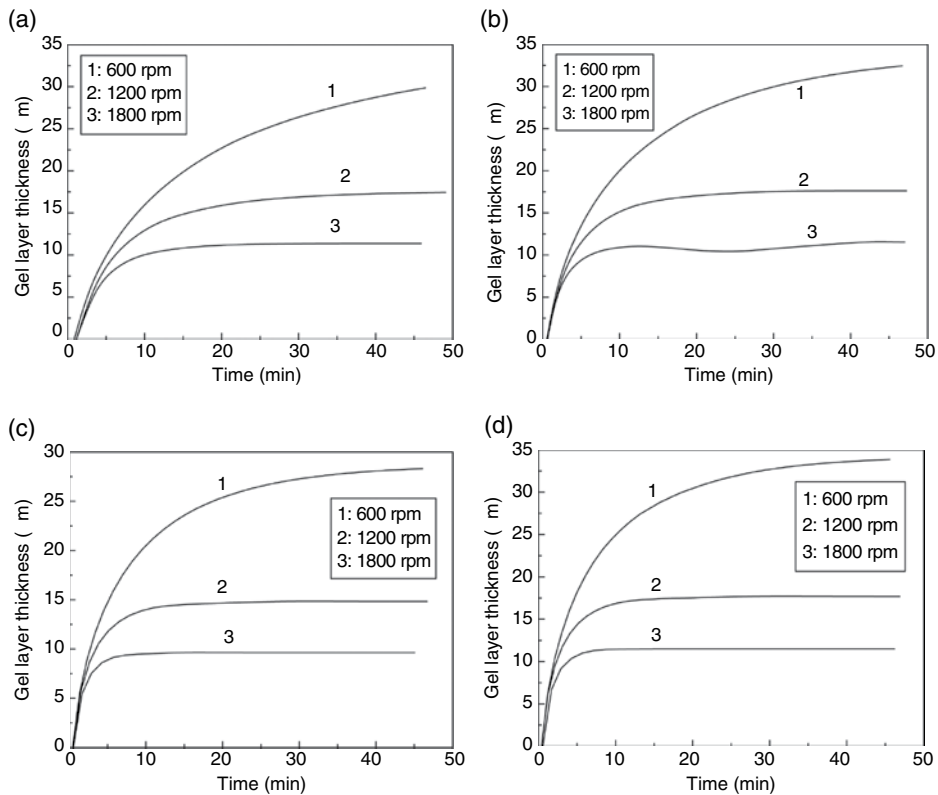 (a)
35
30
25
20
15
10
5
0
Gel layer thickness ( m)
1: 600 rpm
2: 1200 rpm
3: 1800 rpm
1
2
3
0 10 20 30 40 50
Time (min)
(b)
35
30
25
20
15
10
5
0
Gel layer thickness ( m)
1: 600 rpm
2: 1200 rpm
3: 1800 rpm
1
2
3
0 10 20 30 40 50
Time (min)
(c)
30
25
20
15
10
5
0
Gel layer thickness ( m)
1: 600 rpm
2: 1200 rpm
3: 1800 rpm
1
2
3
0 10 20 30 40 50
Time (min)
(d)
35
30
25
20
15
10
5
0
Gel layer thickness ( m)
1: 600 rpm
2: 1200 rpm
3: 1800 rpm
1
2
3
0 10 20 30 40 50
Time (min)